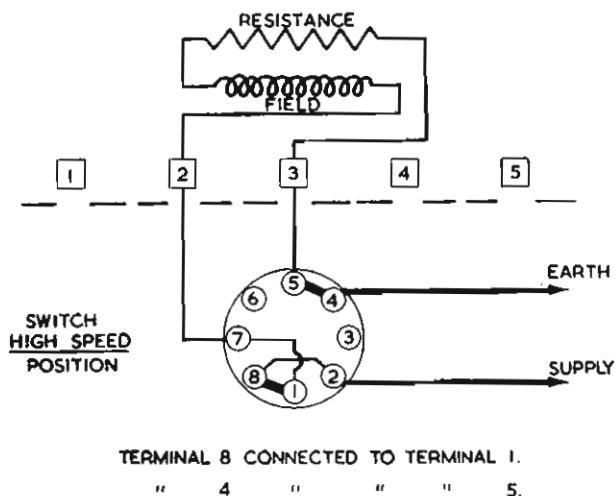 RESISTANCE
FIELD
1 2 3 4 5
EARTH
5
4
6
3
7
SWITCH
HIGH SPEED
POSITION
8
2
1
SUPPLY
TERMINAL 8 CONNECTED TO TERMINAL 1.
" 4 " " " 5.